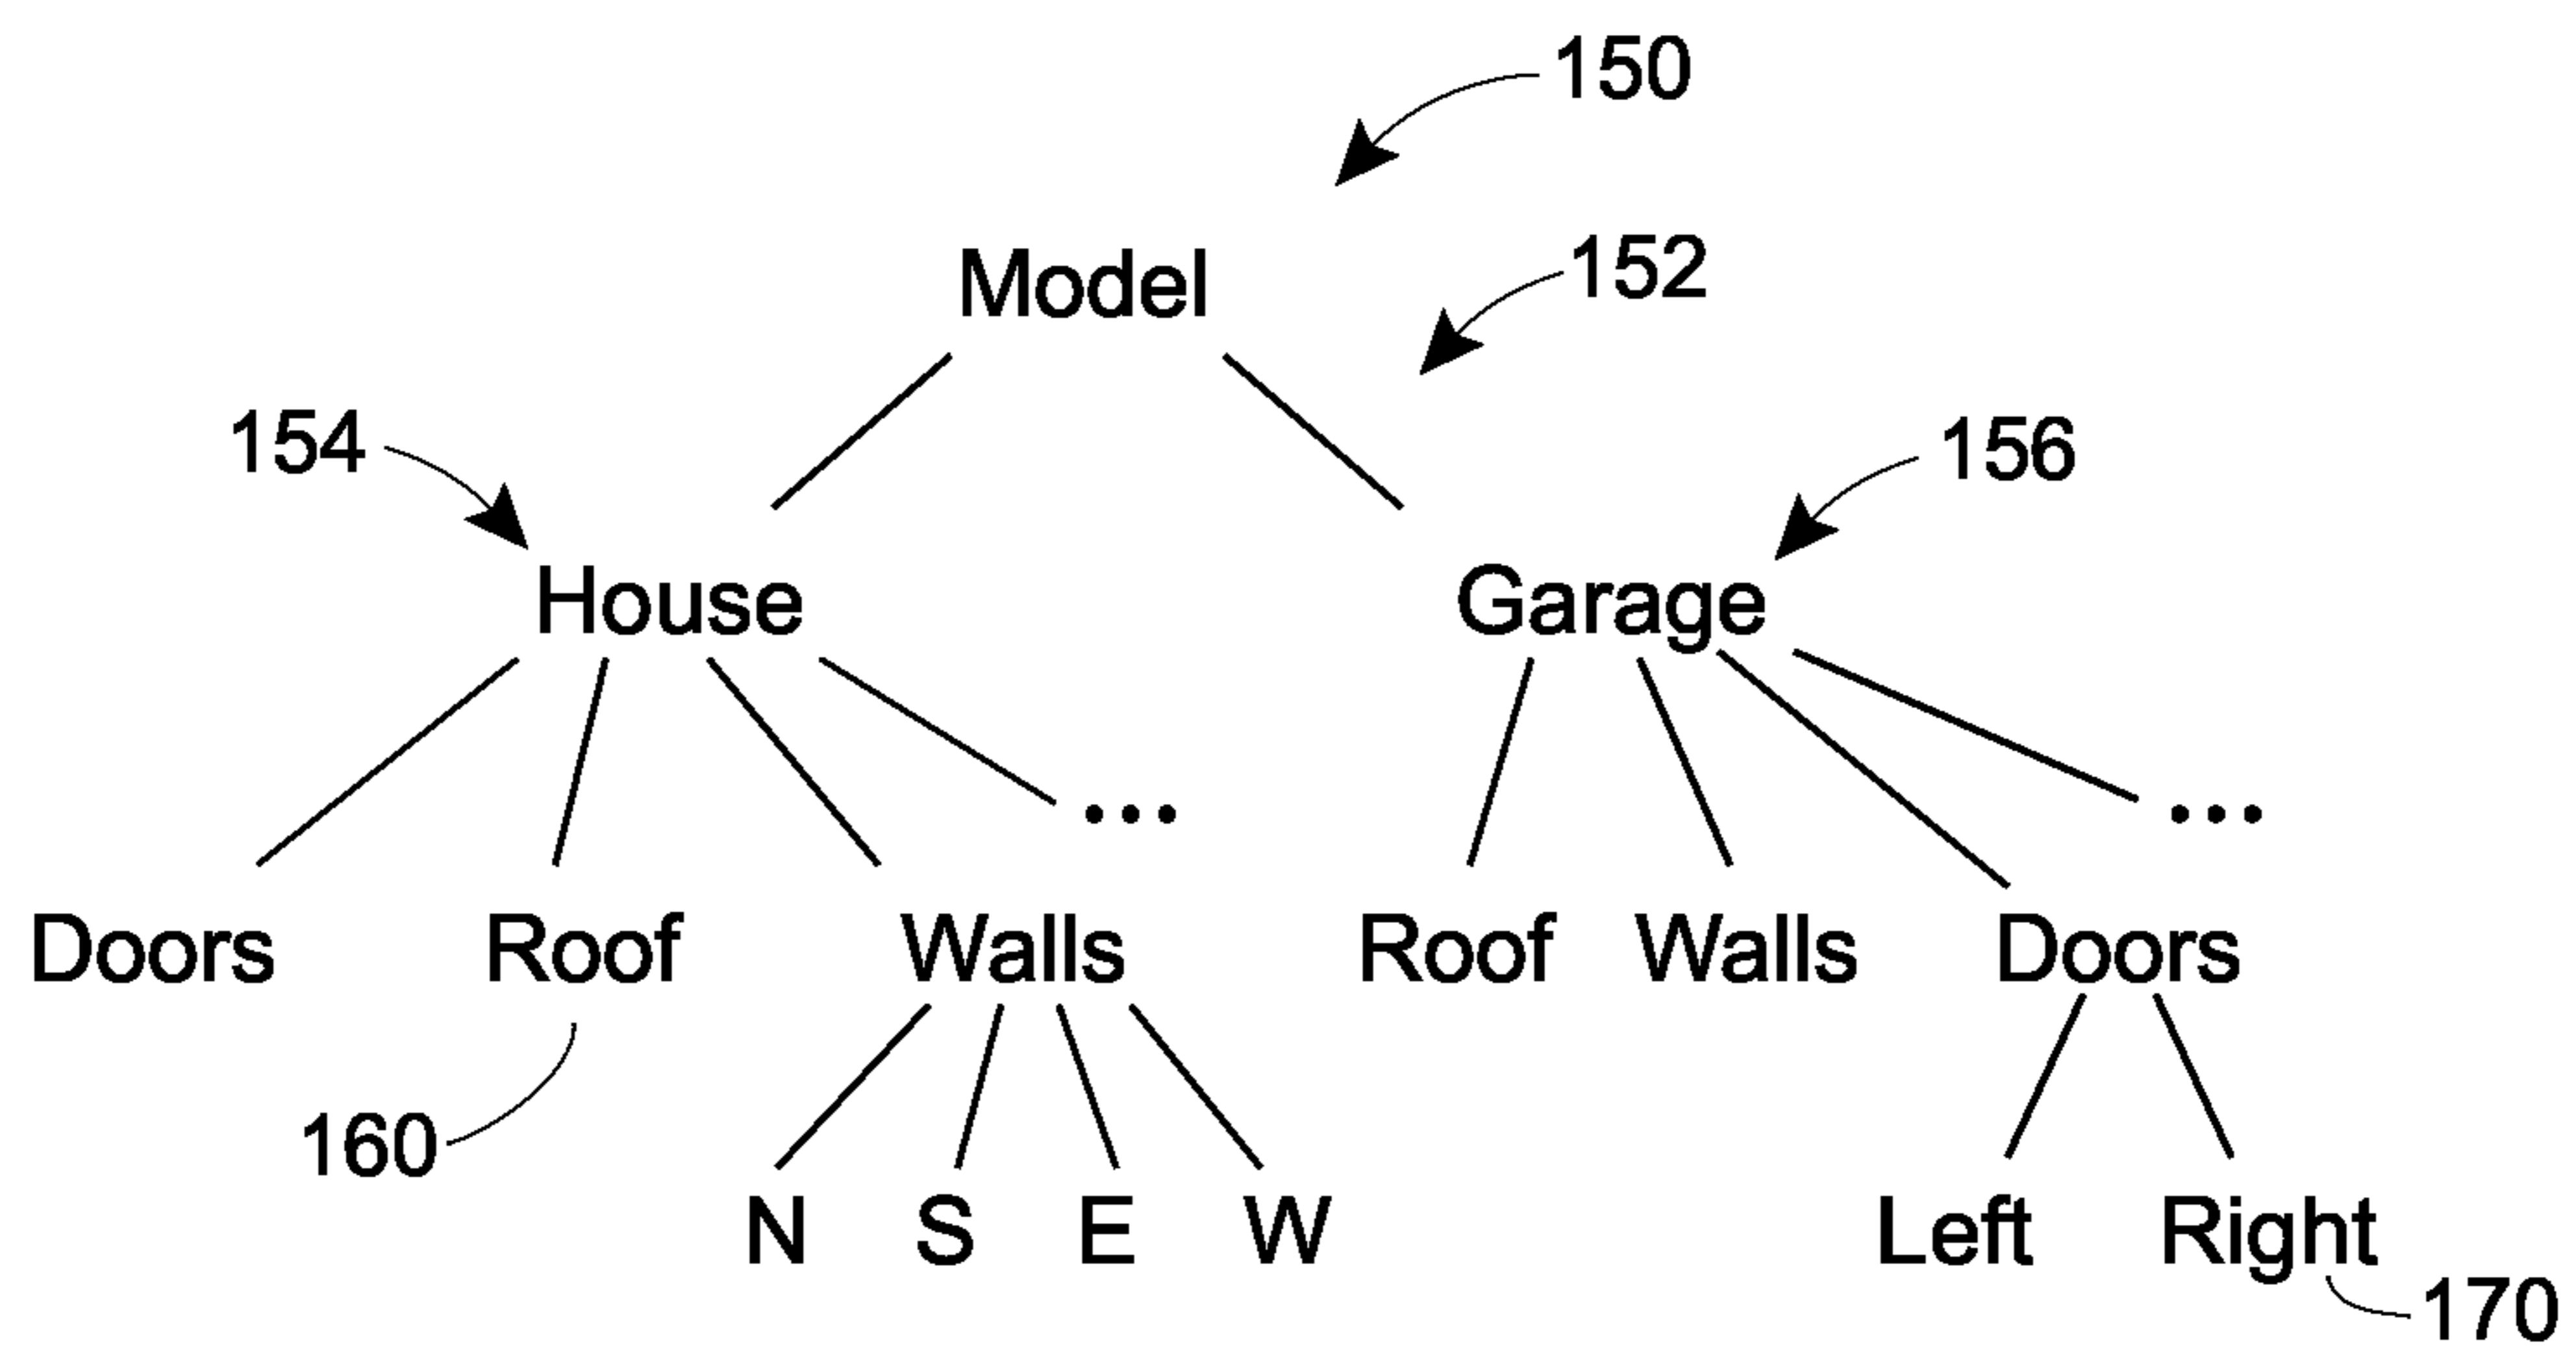 150
Model
152
154
156
House
Garage
...
...
Doors
Roof
Walls
Roof
Walls
Doors
160
N
S
E
W
Left
Right
170